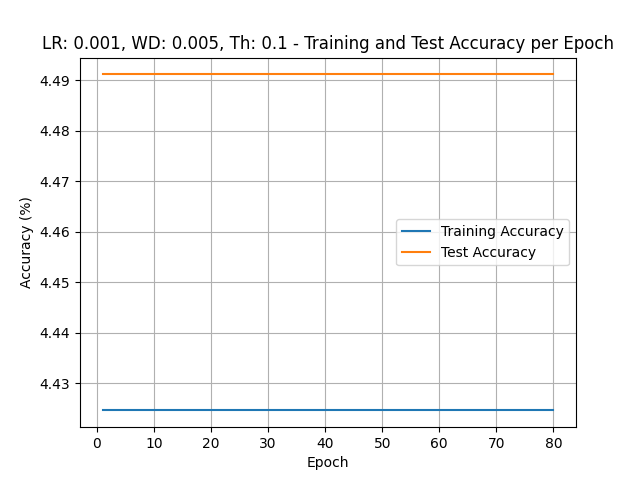 LR: 0.001, WD: 0.005, Th: 0.1 - Training and Test Accuracy per Epoch
4.49
4.48
4.47
4.46
4.45
4.44
4.43
Accuracy (%)
Training Accuracy
Test Accuracy
0 10 20 30 40 50 60 70 80
Epoch